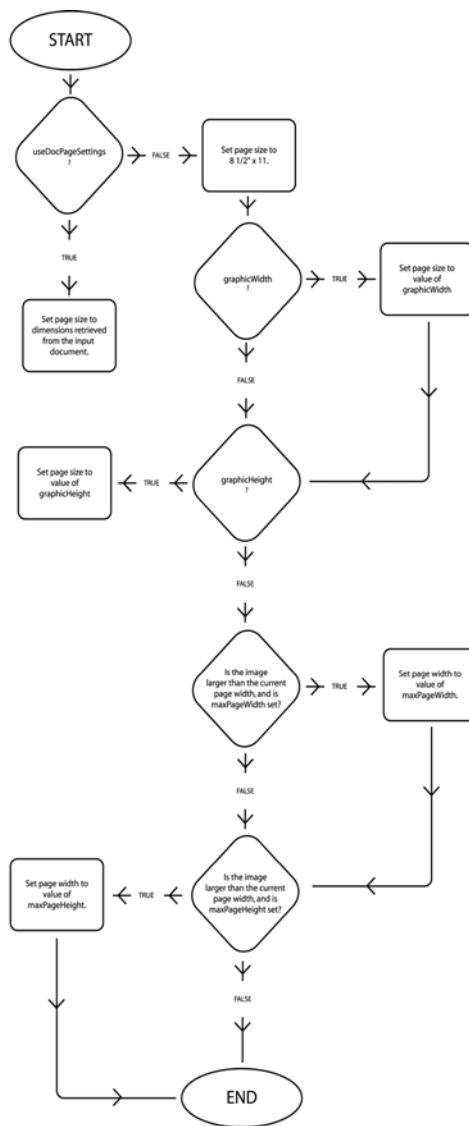 START
useDocPageSettings
?
FALSE
Set page size to
8 1/2" x 11.
TRUE
Set page size to
dimensions retrieved
from the input
document.
graphicWidth
?
TRUE
Set page size to
value of
graphicWidth
FALSE
graphicHeight
?
TRUE
Set page size to
value of
graphicHeight
FALSE
Is the image
larger than the current
page width, and is
maxPageWidth set?
TRUE
Set page width to
value of
maxPageWidth.
FALSE
Is the image
larger than the current
page width, and is
maxPageHeight set?
TRUE
Set page width to
value of
maxPageHeight.
FALSE
END